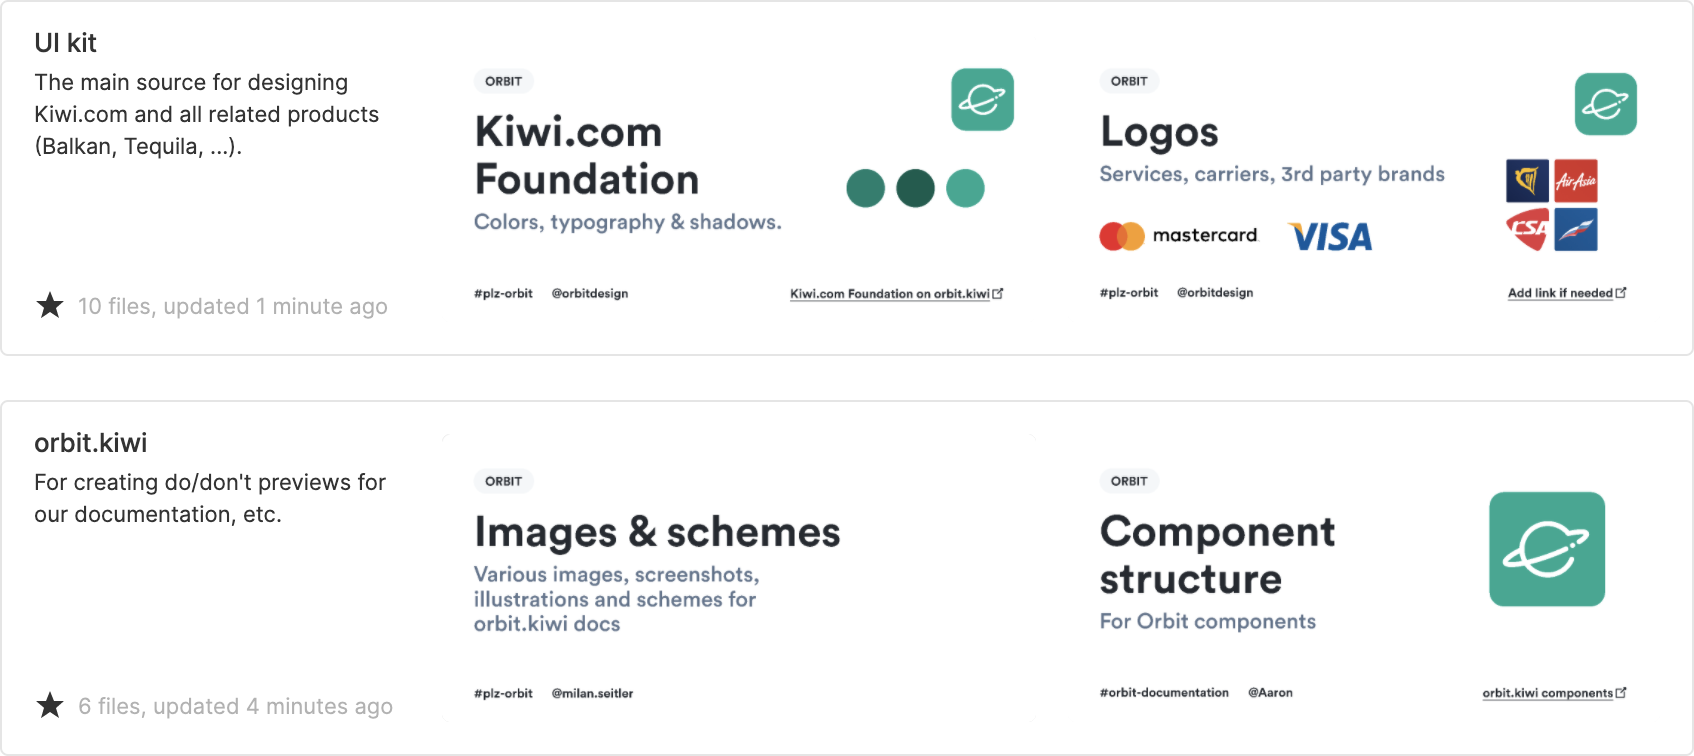 UI kit
The main source for designing
Kiwi.com and all related products
(Balkan, Tequila, ...).
10 files, updated 1 minute ago
ORBIT
Kiwi.com
Foundation
Colors, typography & shadows.
#plz-orbit @orbitdesign
Kiwi.com Foundation on orbit.kiwi
ORBIT
Logos
Services, carriers, 3rd party brands
mastercard VISA
AirAsia
CSA
#plz-orbit @orbitdesign
Add link if needed
orbit.kiwi
For creating do/don't previews for
our documentation, etc.
6 files, updated 4 minutes ago
ORBIT
Images & schemes
Various images, screenshots,
illustrations and schemes for
orbit.kiwi docs
#plz-orbit @milan.seitler
ORBIT
Component
structure
For Orbit components
#orbit-documentation @Aaron
orbit.kiwi components